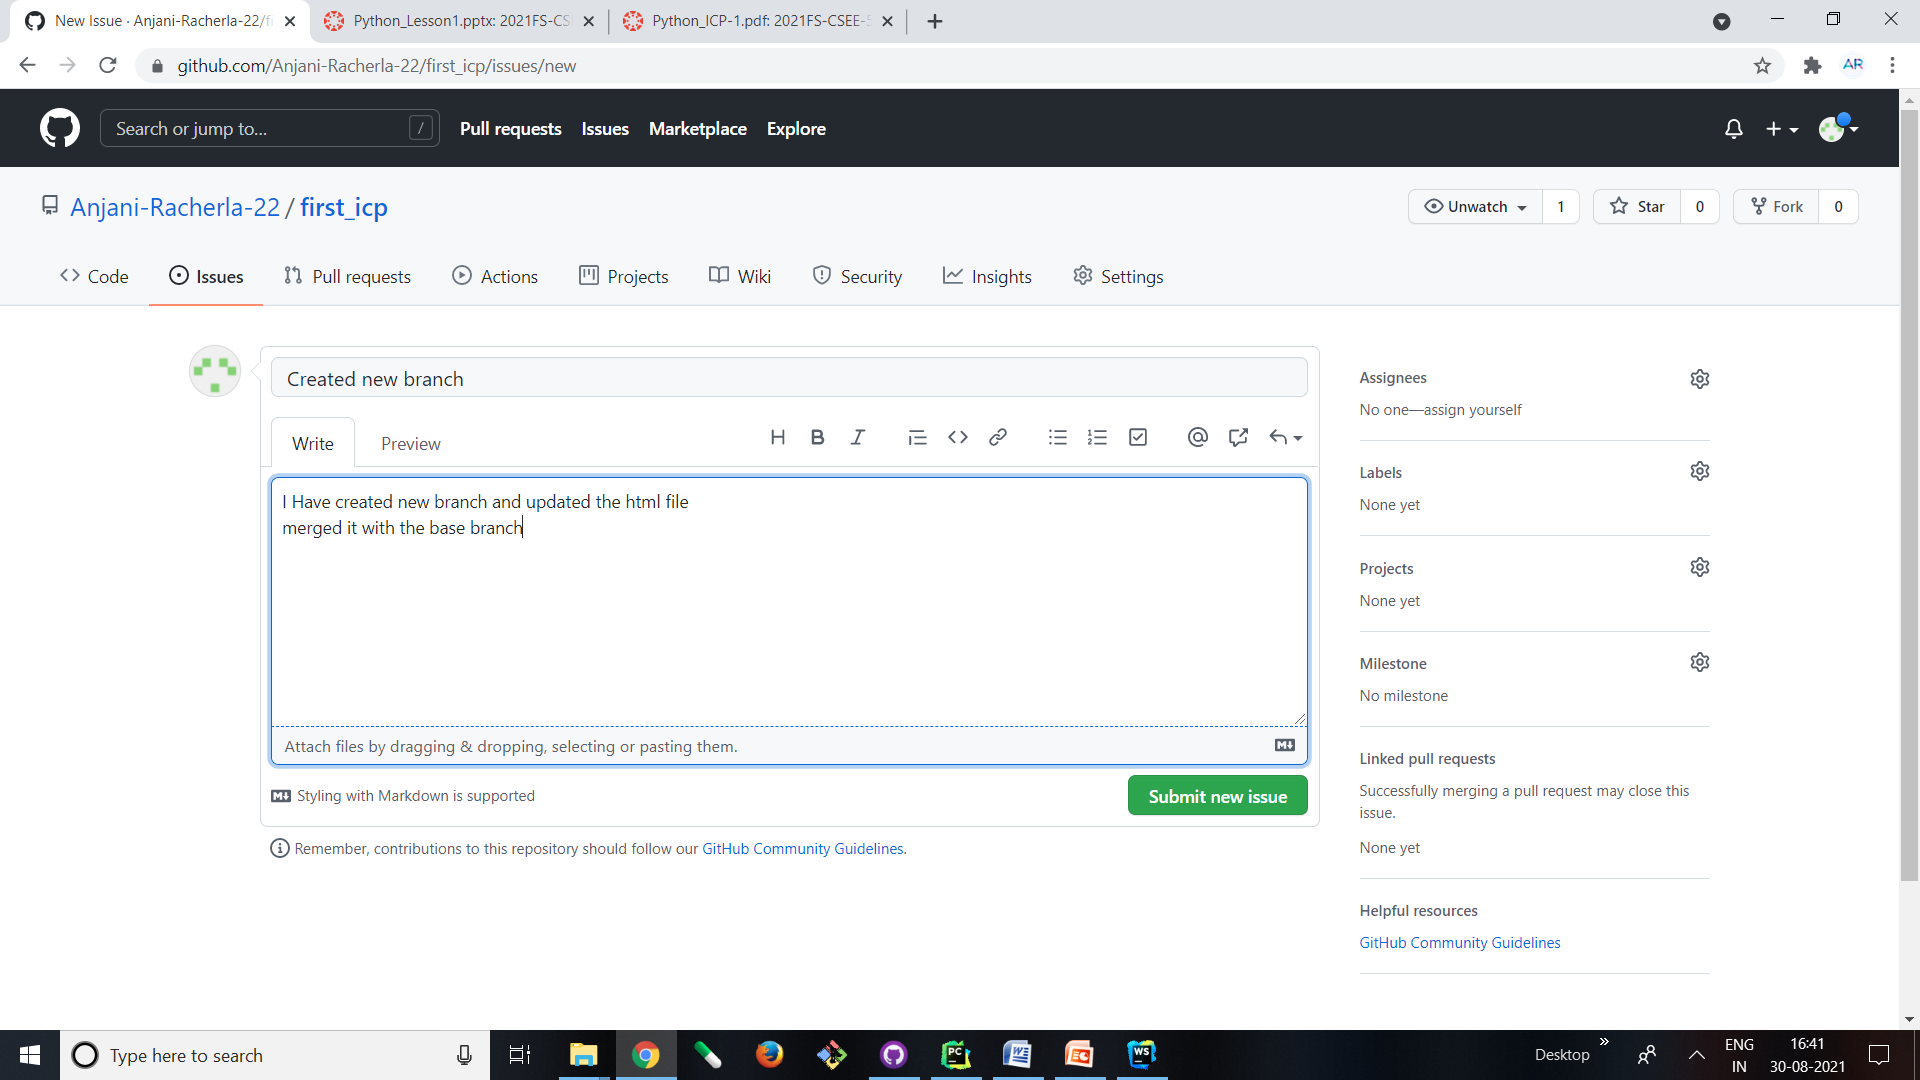 New Issue · Anjani-Racherla-22/fi
Python_Lesson1.pptx: 2021FS-CS
Python_ICP-1.pdf: 2021FS-CSEE-5
github.com/Anjani-Racherla-22/first_icp/issues/new
AR
Search or jump to...
/
Pull requests
Issues
Marketplace
Explore
Anjani-Racherla-22 / first_icp
Unwatch
1
Star
0
Fork
0
Code
Issues
Pull requests
Actions
Projects
Wiki
Security
Insights
Settings
Created new branch
Write
Preview
H
B
I
I Have created new branch and updated the html file
merged it with the base branch
Attach files by dragging & dropping, selecting or pasting them.
Styling with Markdown is supported
Submit new issue
Remember, contributions to this repository should follow our GitHub Community Guidelines.
Assignees
No one—assign yourself
Labels
None yet
Projects
None yet
Milestone
No milestone
Linked pull requests
Successfully merging a pull request may close this
issue.
None yet
Helpful resources
GitHub Community Guidelines
Type here to search
PC
WS
Desktop
ENG
IN
16:41
30-08-2021